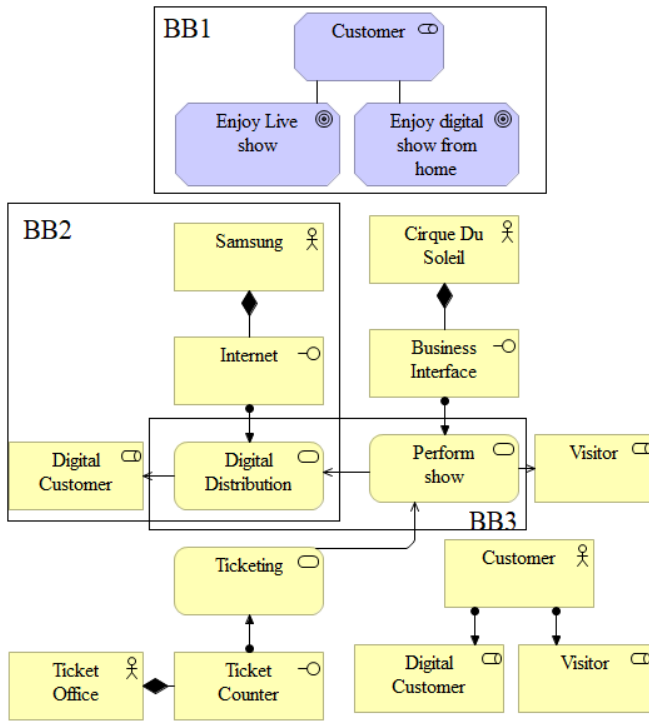 BB1
Customer
Enjoy Live
show
Enjoy digital
show from
home
BB2
Samsung
Cirque Du
Soleil
Internet
Business
Interface
Digital
Customer
Digital
Distribution
Perform
show
Visitor
BB3
Ticketing
Customer
Ticket
Office
Ticket
Counter
Digital
Customer
Visitor